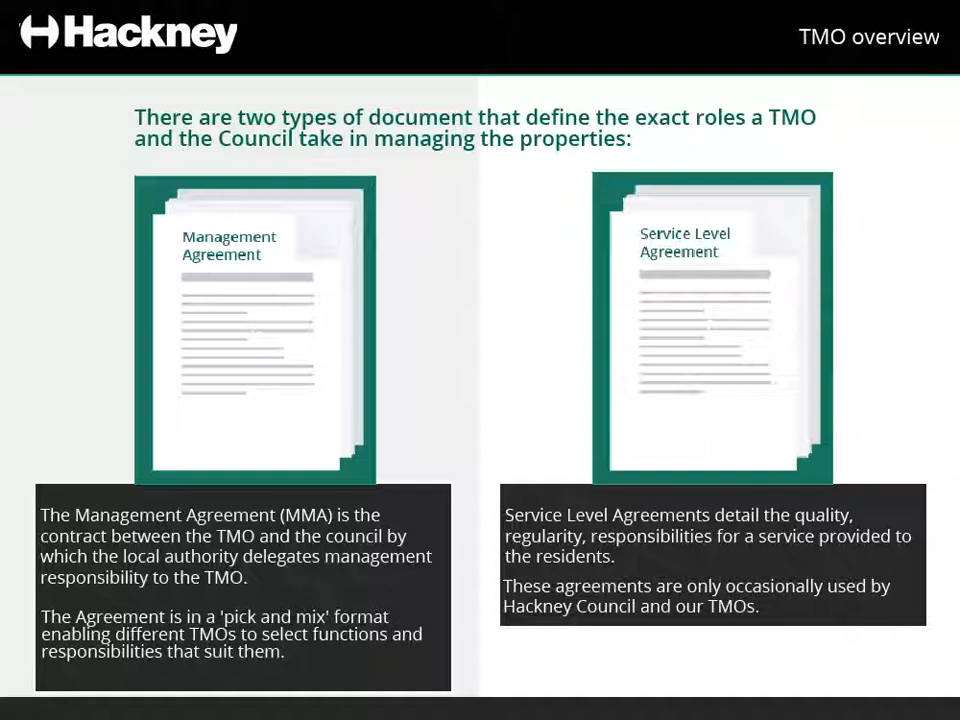 Hackney
TMO overview
There are two types of document that define the exact roles a TMO
and the Council take in managing the properties:
Management
Agreement
Service Level
Agreement
The Management Agreement (MMA) is the
contract between the TMO and the council by
which the local authority delegates management
responsibility to the TMO.
The Agreement is in a 'pick and mix' format
enabling different TMOs to select functions and
responsibilities that suit them.
Service Level Agreements detail the quality,
regularity, responsibilities for a service provided to
the residents.
These agreements are only occasionally used by
Hackney Council and our TMOs.